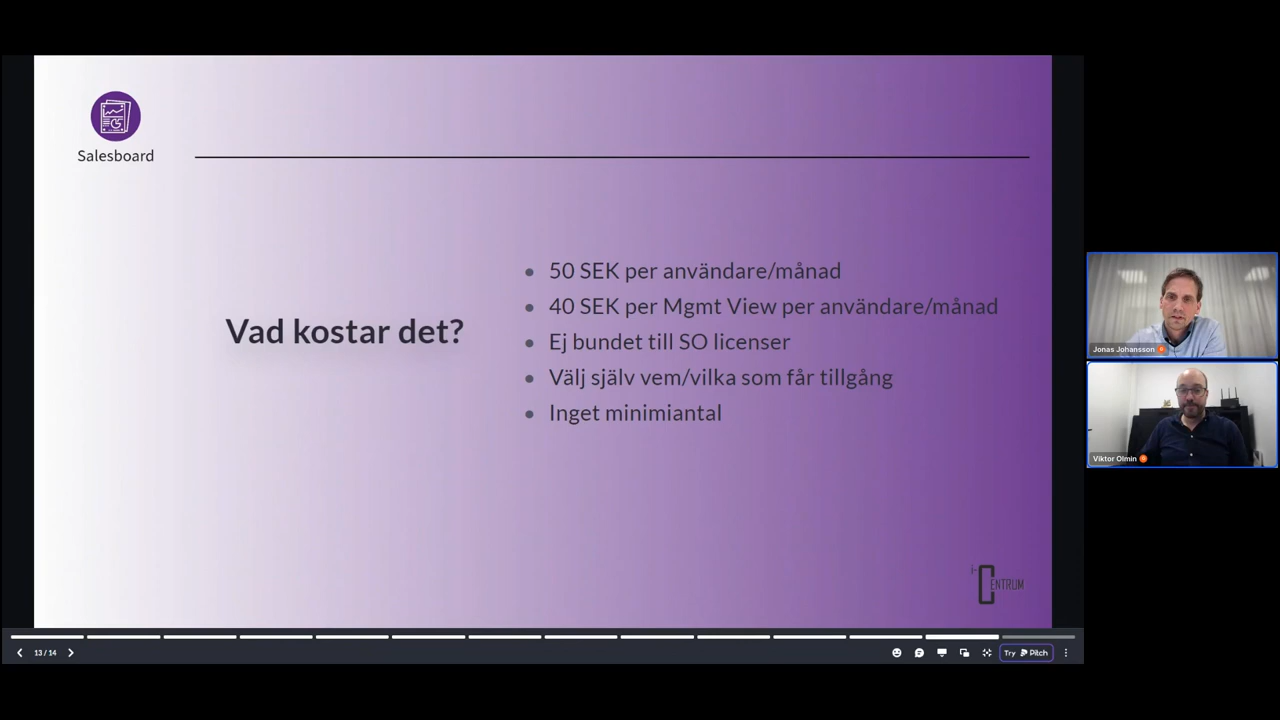 Salesboard
Vad kostar det?
50 SEK per användare/månad
40 SEK per Mgmt View per användare/månad
Ej bundet till SO licenser
Välj själv vem/vilka som får tillgång
Inget minimiantal
i-CENTRUM
Jonas Johansson
Viktor Olmin
13 / 14
Try Pitch